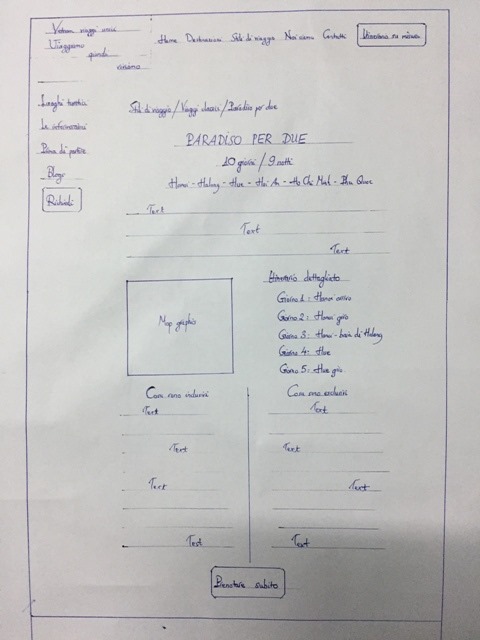 Vietnam viaggi unici
Viaggiamo
quindi
viviamo
Home Destinazioni Stili di viaggio Noi siamo Contatti
Itinerario su misura
Luoghi turistici
Le informazioni
Prima di partire
Blogs
Richiedi
Stili di viaggio / Viaggi classici / Paradiso per due
PARADISO PER DUE
10 giorni / 9 notti
Hanoi - Halong - Hue - Hoi An - Ho Chi Minh - Phu Quoc
Text
Text
Text
Map graphic
Itinerario dettagliato
Giorno 1: Hanoi arrivo
Giorno 2: Hanoi giro
Giorno 3: Hanoi - baia di Halong
Giorno 4: Hue
Giorno 5: Hue giro
Cosa sono inclusivi
Text
Text
Text
Text
Cosa sono esclusivi
Text
Text
Text
Text
Prenotare subito